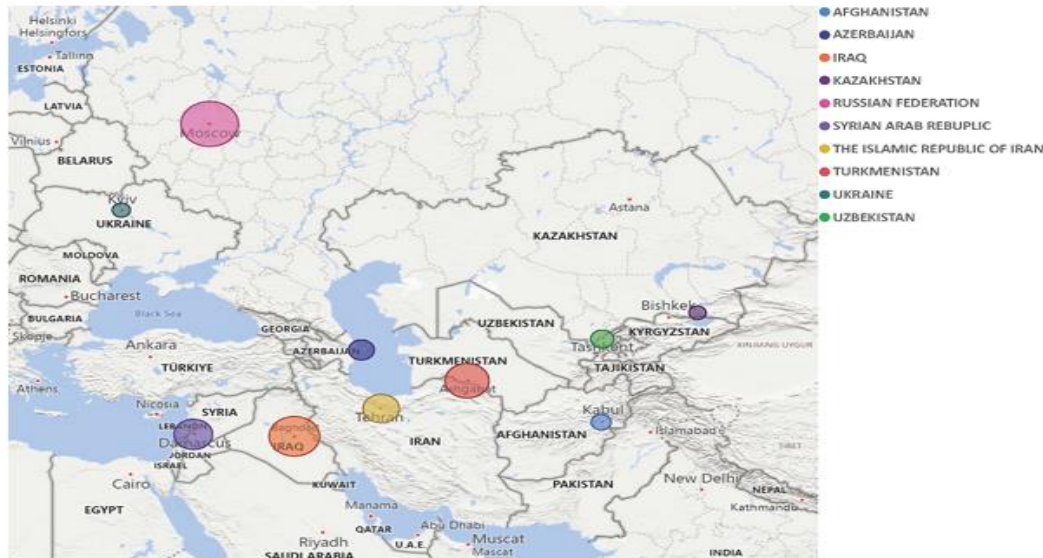 Helsinki
Helsingfors
Tallinn
ESTONIA
LATVIA
Vilnius
BELARUS
Moscow
Kyiv
UKRAINE
MOLDOVA
ROMANIA
Bucharest
BULGARIA
Skopje
Black Sea
GEORGIA
AZERBAIJAN
Ankara
TÜRKİYE
Athens
Nicosia
SYRIA
LEBANON
Damascus
JORDAN
ISRAEL
Baghdad
IRAQ
Cairo
EGYPT
KUWAIT
Riyadh
SAUDI ARABIA
Manama
QATAR
Abu Dhabi
U.A.E.
Muscat
Mascat
Tehran
IRAN
Astana
KAZAKHSTAN
UZBEKISTAN
TURKMENISTAN
Ashgabat
Tashkent
Bishkek
KYRGYZSTAN
TAJIKISTAN
XINJIANG UYGUR
Kabul
AFGHANISTAN
Islamabad
PAKISTAN
TIBET
New Delhi
NEPAL
Kathmandu
INDIA
AFGHANISTAN
AZERBAIJAN
IRAQ
KAZAKHSTAN
RUSSIAN FEDERATION
SYRIAN ARAB REBUPLIC
THE ISLAMIC REPUBLIC OF IRAN
TURKMENISTAN
UKRAINE
UZBEKISTAN